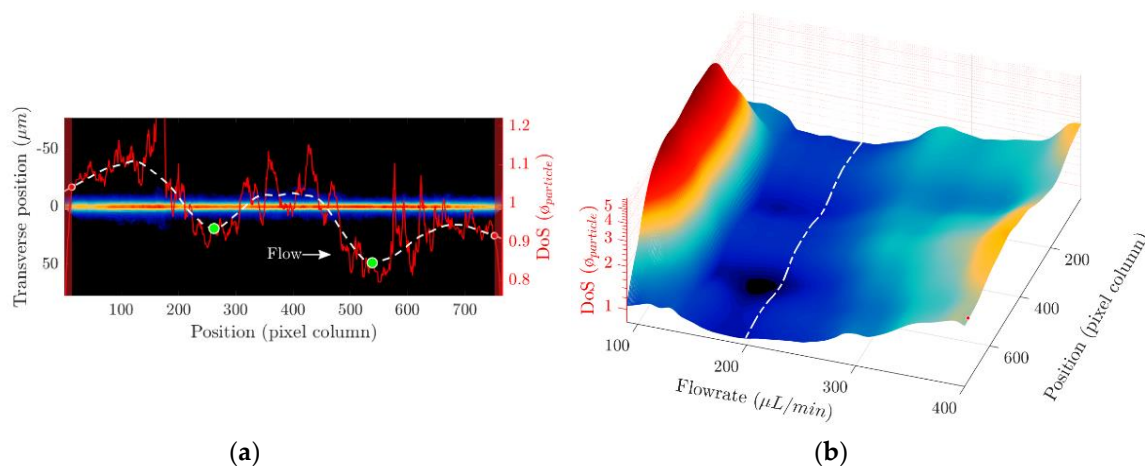 Transverse position (μm)
-50
0
50
Flow
100 200 300 400 500 600 700
Position (pixel column)
1.2
1.1
1
0.9
0.8
DoS (ø_particle)
(a)
DoS (ø_particle)
5
4
3
2
1
100
200
300
400
Flowrate (μL/min)
200
400
600
Position (pixel column)
(b)